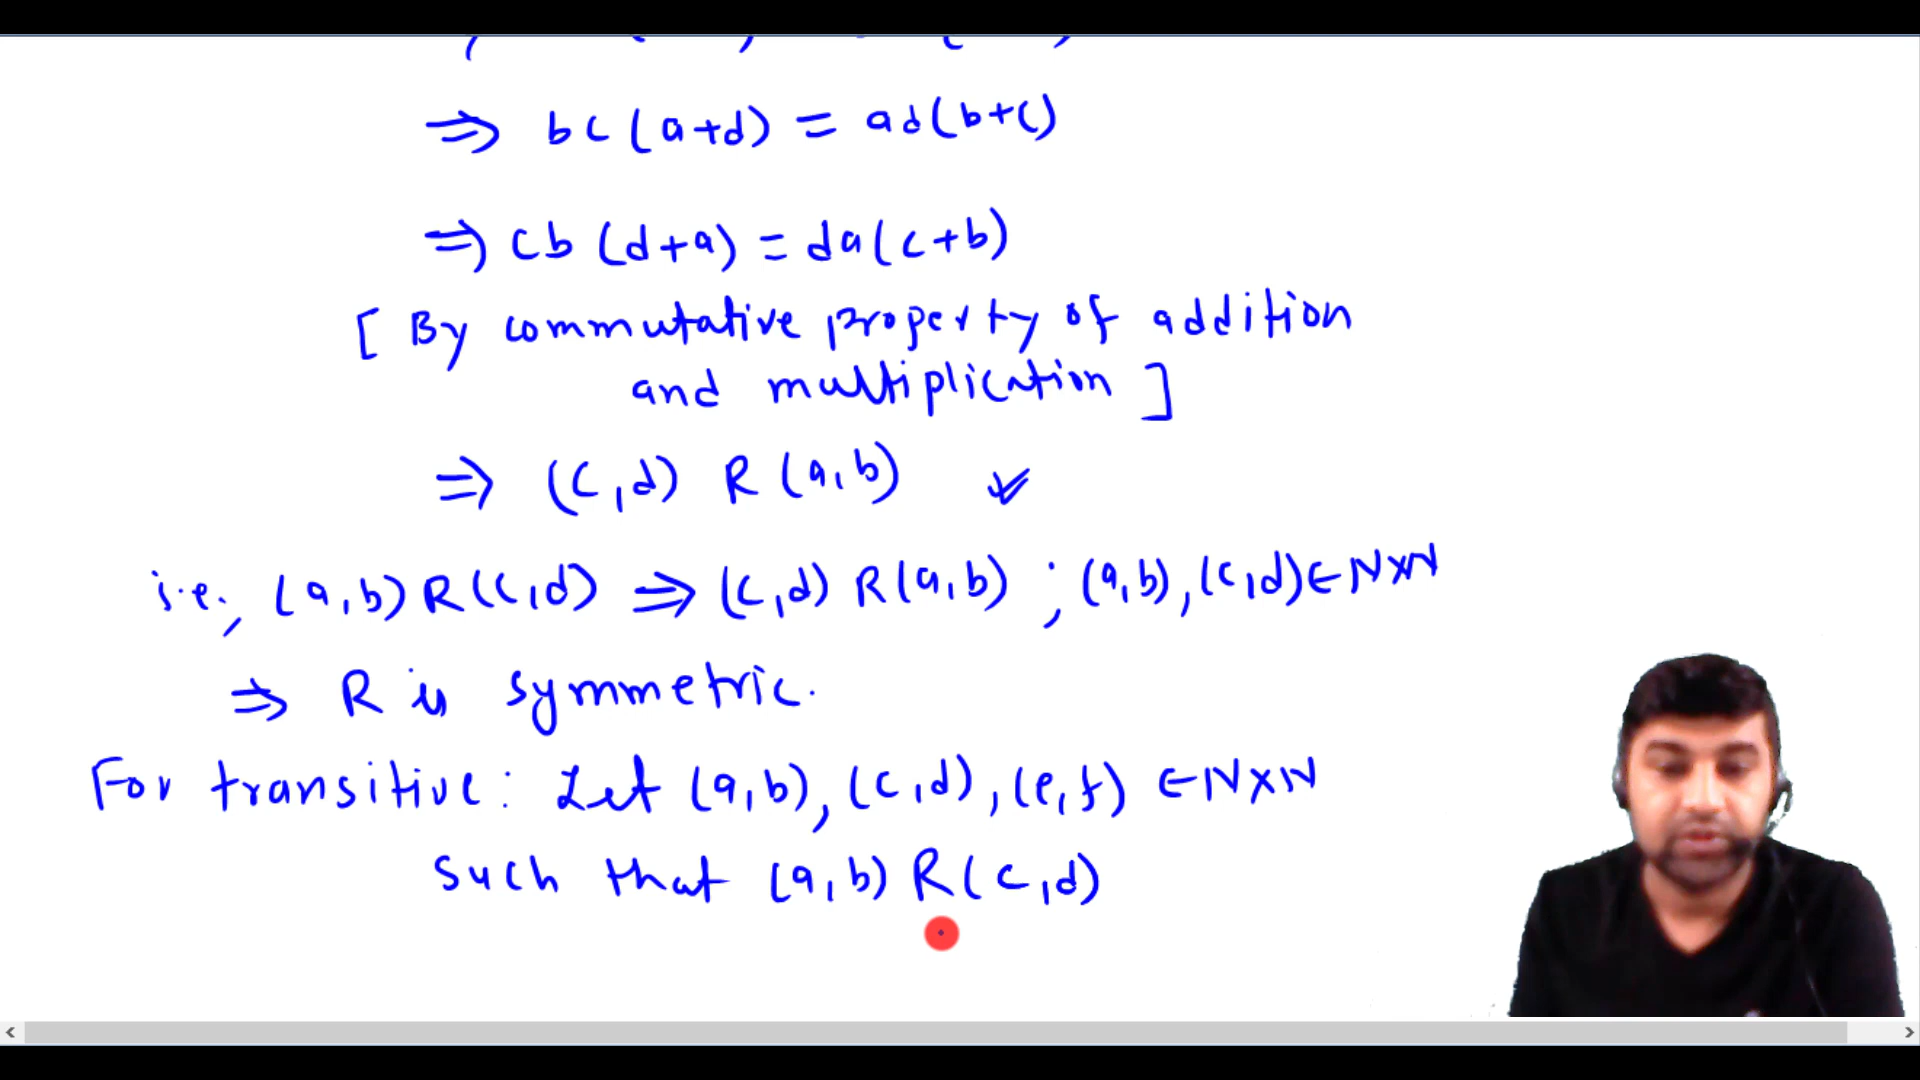 ⇒ bc(a+d) = ad(b+c)
⇒ cb(d+a) = da(c+b)
[By commutative property of addition
and multiplication]
⇒ (c,d) R (a,b) ✓
i.e., (a,b) R (c,d) ⇒ (c,d) R (a,b) ; (a,b), (c,d) ∈ N×N
⇒ R is symmetric.
For transitive: Let (a,b), (c,d), (e,f) ∈ N×N
Such that (a,b) R (c,d)